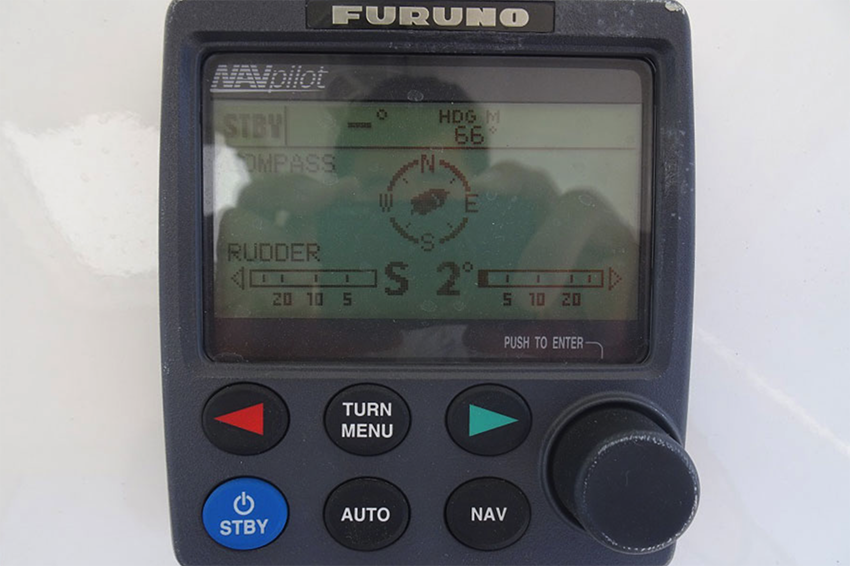 FURUNO
NAVpilot
STBY
–°
HDG M
66°
COMPASS
N
W E
S
RUDDER
S 2°
20 10 5 5 10 20
PUSH TO ENTER
TURN
MENU
STBY
AUTO
NAV